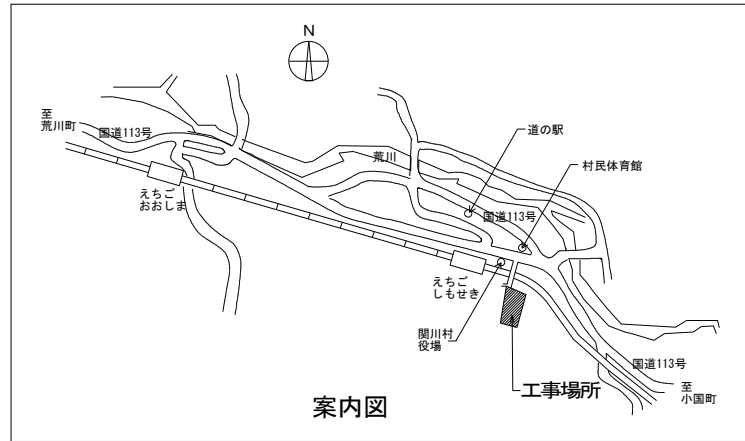 N
至
荒川町
国道113号
えちご
おおしま
荒川
道の駅
村民体育館
国道113号
えちご
しもせき
関川村
役場
工事場所
国道113号
至
小国町
案内図